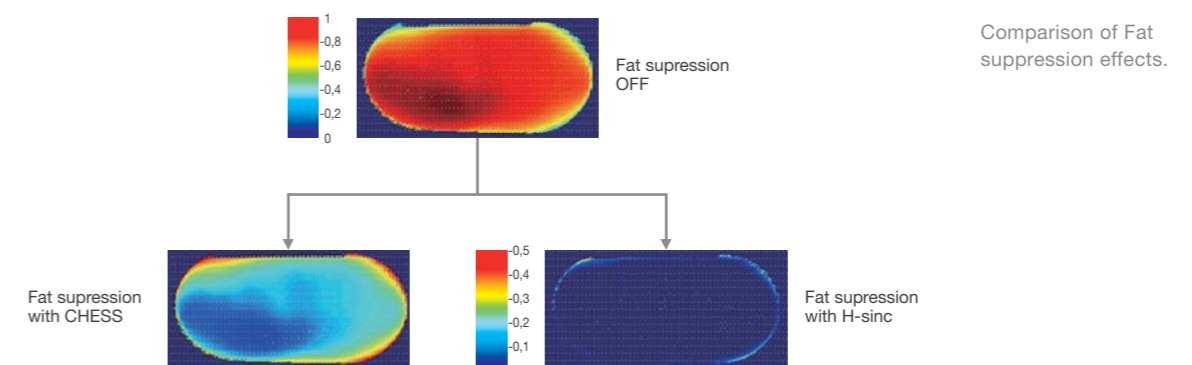 1
-0,8
-0,6
-0,4
-0,2
0
Fat supression
OFF
Comparison of Fat
suppression effects.
Fat supression
with CHESS
-0,5
-0,4
-0,3
-0,2
-0,1
Fat supression
with H-sinc